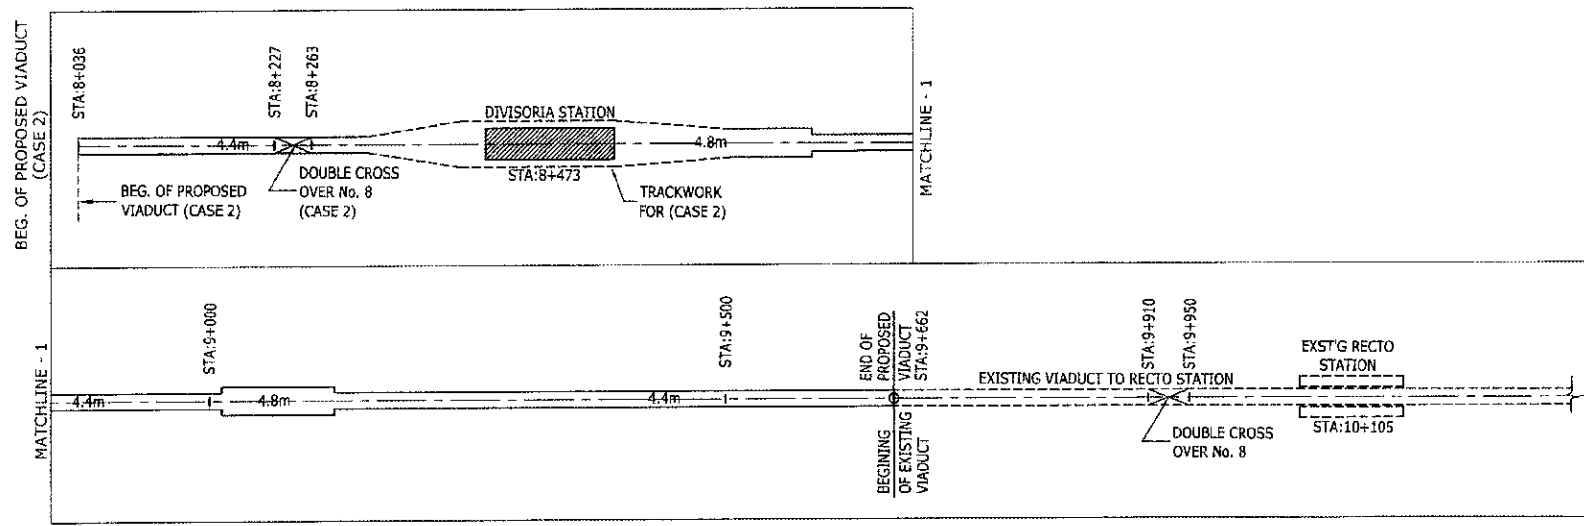 BEG. OF PROPOSED VIADUCT
(CASE 2)
STA:8+036
STA:8+227
STA:8+263
DIVISORIA STATION
4.4m
4.8m
STA:8+473
BEG. OF PROPOSED
VIADUCT (CASE 2)
DOUBLE CROSS
OVER No. 8
(CASE 2)
TRACKWORK
FOR (CASE 2)
MATCHLINE - 1
MATCHLINE - 1
STA:9+000
4.4m
4.8m
4.4m
STA:9+500
END OF
PROPOSED
VIADUCT
STA:9+662
BEGINING
OF EXISTING
VIADUCT
EXISTING VIADUCT TO RECTO STATION
STA:9+910
STA:9+950
DOUBLE CROSS
OVER No. 8
EXST'G RECTO
STATION
STA:10+105